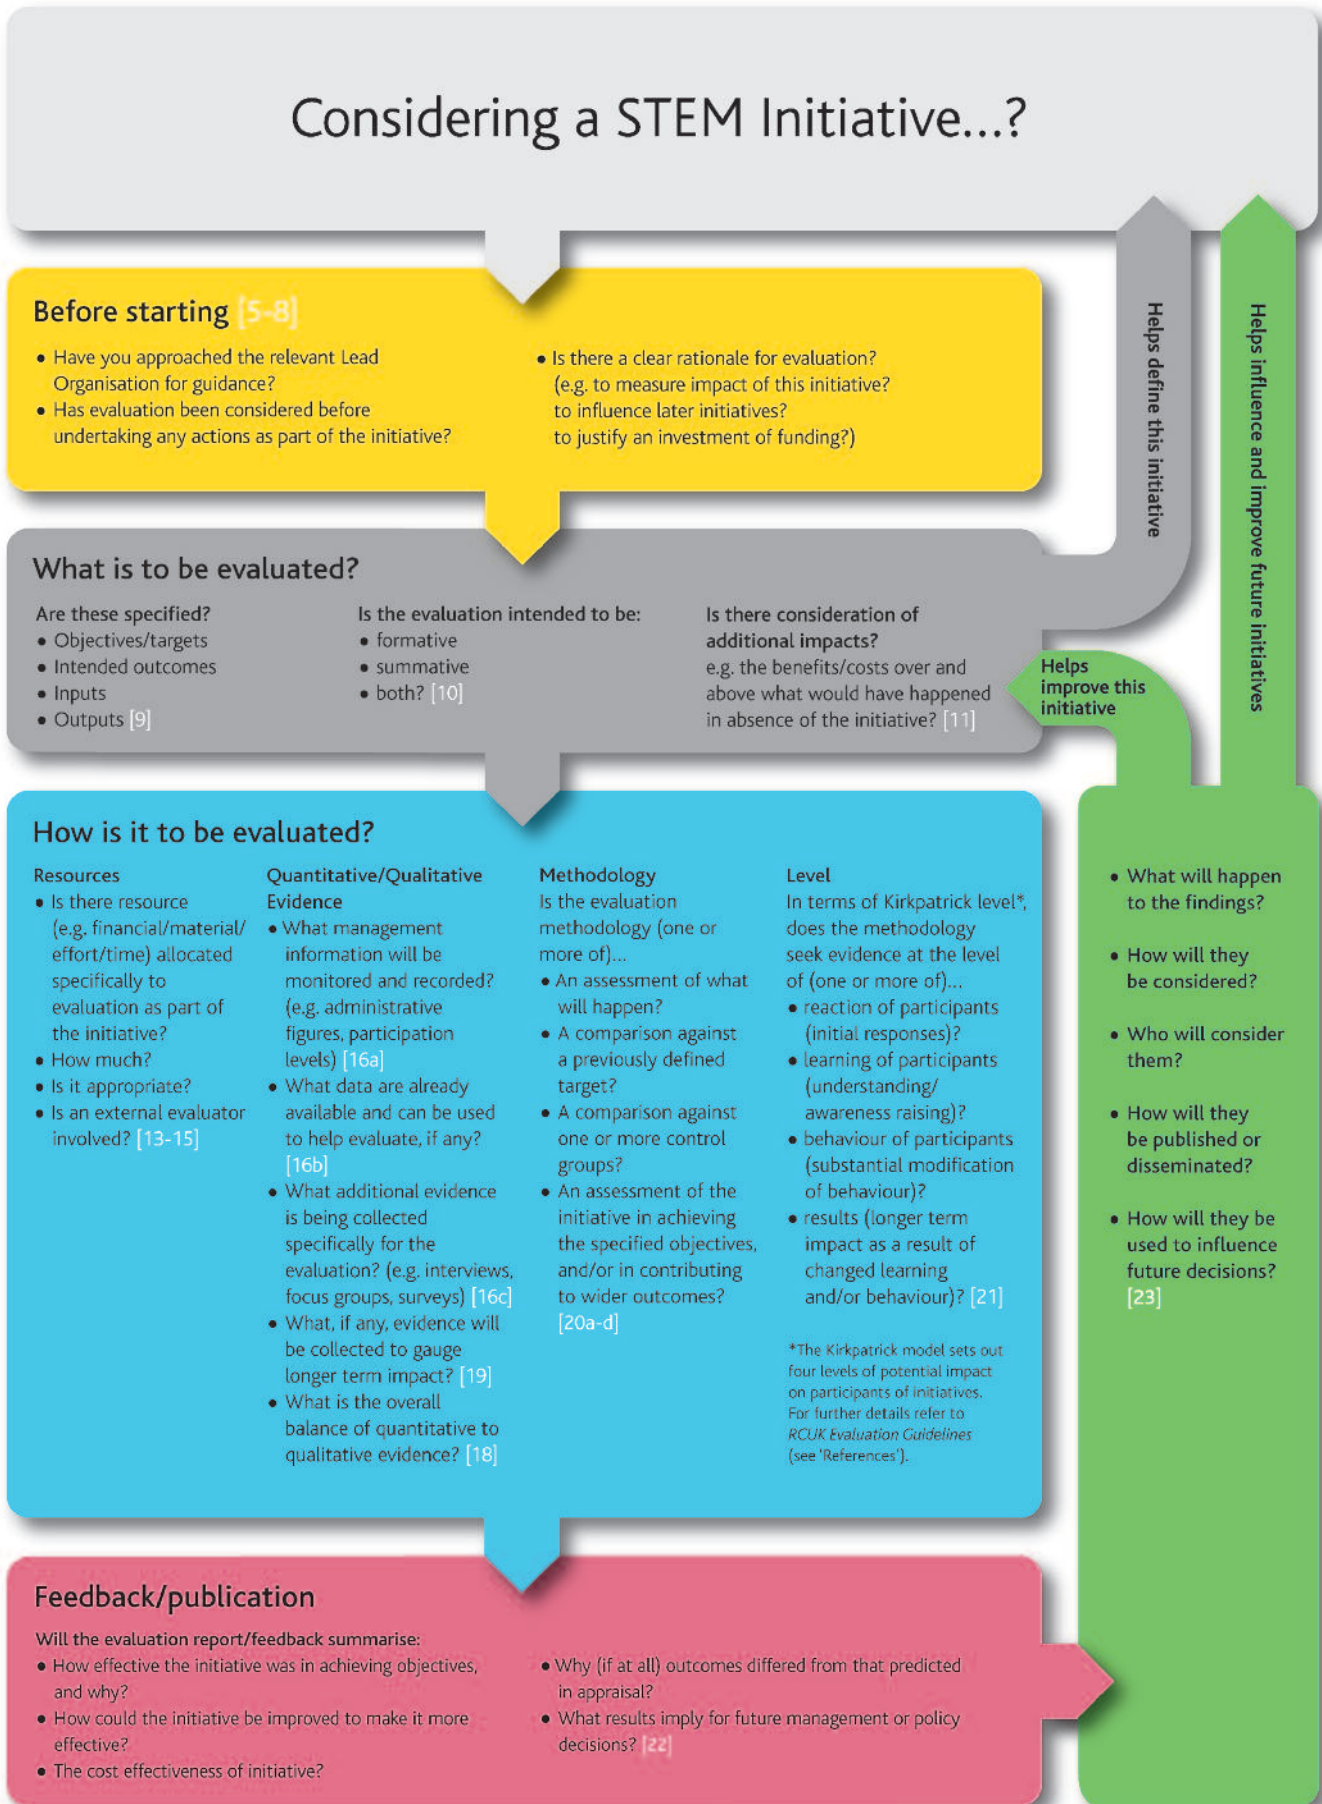 Considering a STEM Initiative...?
Before starting [5-8]
• Have you approached the relevant Lead
Organisation for guidance?
• Has evaluation been considered before
undertaking any actions as part of the initiative?
• Is there a clear rationale for evaluation?
(e.g. to measure impact of this initiative?
to influence later initiatives?
to justify an investment of funding?)
Helps define this initiative
Helps influence and improve future initiatives
What is to be evaluated?
Are these specified?
• Objectives/targets
• Intended outcomes
• Inputs
• Outputs [9]
Is the evaluation intended to be:
• formative
• summative
• both? [10]
Is there consideration of
additional impacts?
e.g. the benefits/costs over and
above what would have happened
in absence of the initiative? [11]
Helps
improve this
initiative
How is it to be evaluated?
Resources
• Is there resource
(e.g. financial/material/
effort/time) allocated
specifically to
evaluation as part of
the initiative?
• How much?
• Is it appropriate?
• Is an external evaluator
involved? [13-15]
Quantitative/Qualitative
Evidence
• What management
information will be
monitored and recorded?
(e.g. administrative
figures, participation
levels) [16a]
• What data are already
available and can be used
to help evaluate, if any?
[16b]
• What additional evidence
is being collected
specifically for the
evaluation? (e.g. interviews,
focus groups, surveys) [16c]
• What, if any, evidence will
be collected to gauge
longer term impact? [19]
• What is the overall
balance of quantitative to
qualitative evidence? [18]
Methodology
Is the evaluation
methodology (one or
more of)...
• An assessment of what
will happen?
• A comparison against
a previously defined
target?
• A comparison against
one or more control
groups?
• An assessment of the
initiative in achieving
the specified objectives,
and/or in contributing
to wider outcomes?
[20a-d]
Level
In terms of Kirkpatrick level*,
does the methodology
seek evidence at the level
of (one or more of)...
• reaction of participants
(initial responses)?
• learning of participants
(understanding/
awareness raising)?
• behaviour of participants
(substantial modification
of behaviour)?
• results (longer term
impact as a result of
changed learning
and/or behaviour)? [21]
*The Kirkpatrick model sets out
four levels of potential impact
on participants of initiatives.
For further details refer to
RCUK Evaluation Guidelines
(see 'References').
• What will happen
to the findings?
• How will they
be considered?
• Who will consider
them?
• How will they
be published or
disseminated?
• How will they be
used to influence
future decisions?
[23]
Feedback/publication
Will the evaluation report/feedback summarise:
• How effective the initiative was in achieving objectives,
and why?
• How could the initiative be improved to make it more
effective?
• The cost effectiveness of initiative?
• Why (if at all) outcomes differed from that predicted
in appraisal?
• What results imply for future management or policy
decisions? [22]